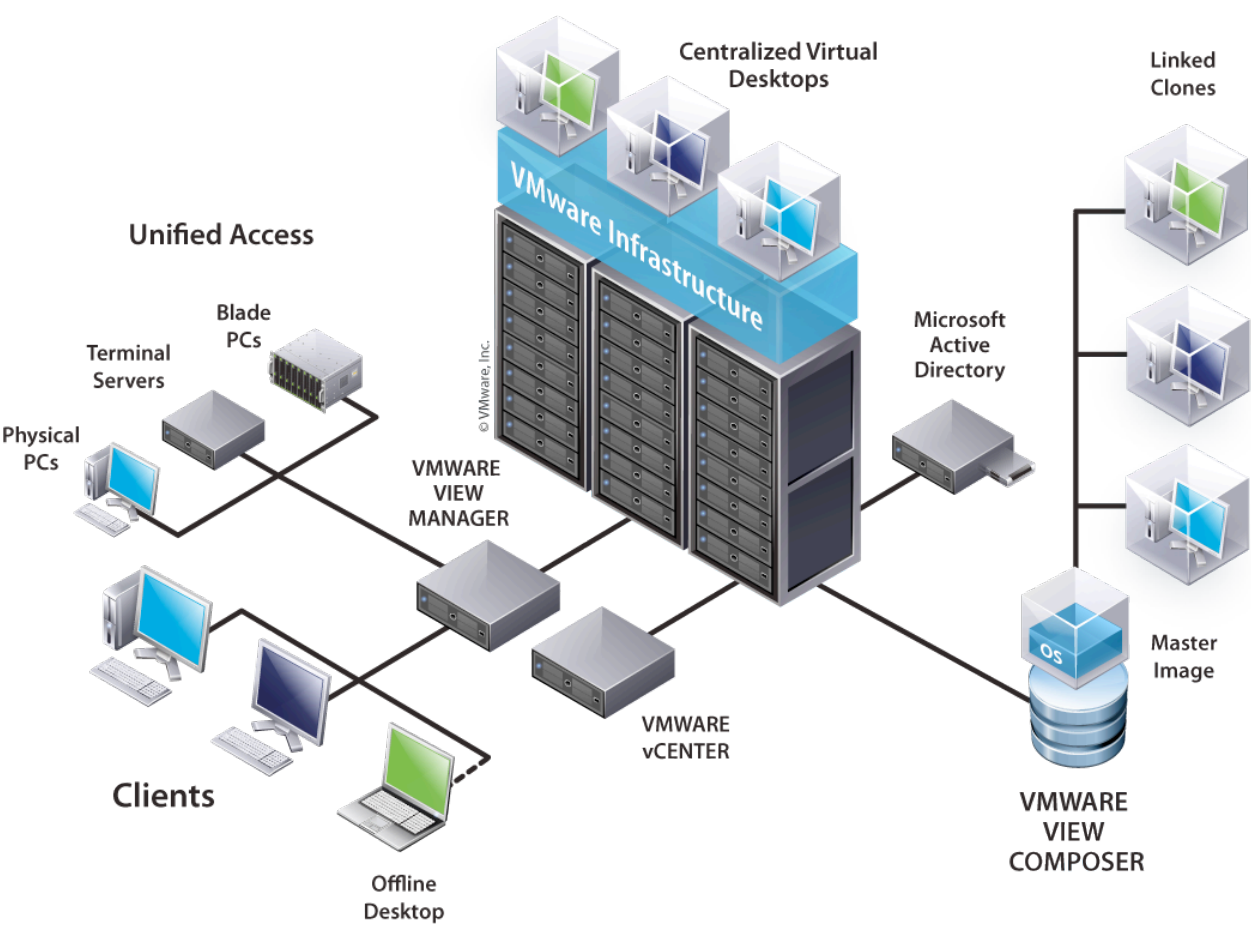 Centralized Virtual
Desktops
Linked
Clones
VMware Infrastructure
Unified Access
Blade
PCs
Terminal
Servers
Physical
PCs
© VMware, Inc.
Microsoft
Active
Directory
VMWARE
VIEW
MANAGER
OS
Master
Image
VMWARE
vCENTER
Clients
VMWARE
VIEW
COMPOSER
Offline
Desktop